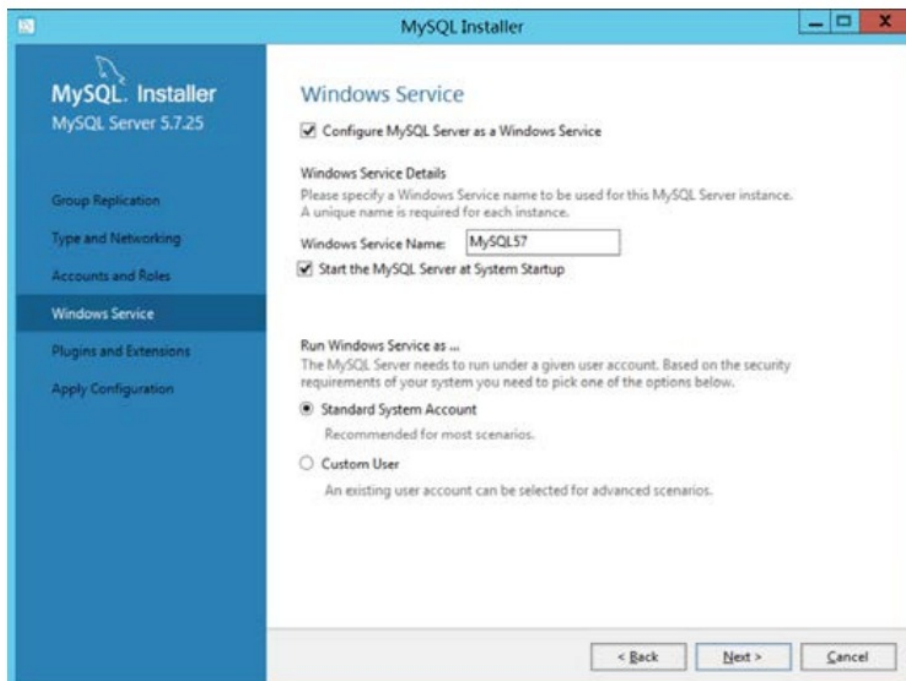 MySQL Installer
MySQL. Installer
MySQL Server 5.7.25
Group Replication
Type and Networking
Accounts and Roles
Windows Service
Plugins and Extensions
Apply Configuration
Windows Service
Configure MySQL Server as a Windows Service
Windows Service Details
Please specify a Windows Service name to be used for this MySQL Server instance.
A unique name is required for each instance.
Windows Service Name: MySQL57
Start the MySQL Server at System Startup
Run Windows Service as ...
The MySQL Server needs to run under a given user account. Based on the security
requirements of your system you need to pick one of the options below.
Standard System Account
Recommended for most scenarios.
Custom User
An existing user account can be selected for advanced scenarios.
< Back Next > Cancel